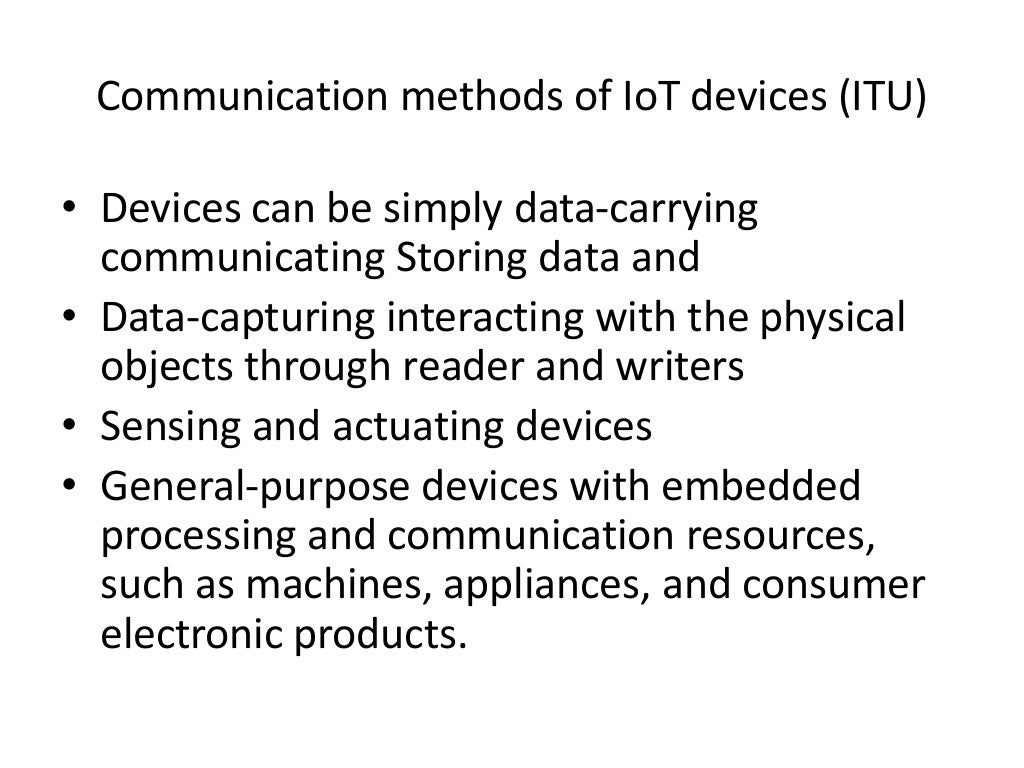 Communication methods of IoT devices (ITU)
• Devices can be simply data-carrying
communicating Storing data and
• Data-capturing interacting with the physical
objects through reader and writers
• Sensing and actuating devices
• General-purpose devices with embedded
processing and communication resources,
such as machines, appliances, and consumer
electronic products.